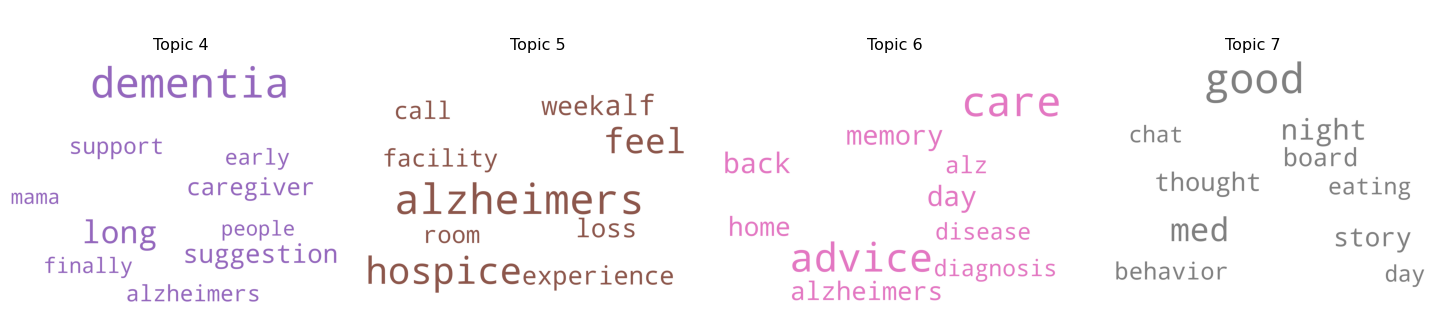 Topic 4
dementia
support
early
mama
caregiver
long
people
suggestion
finally
alzheimers
Topic 5
call
weekalf
feel
facility
alzheimers
room
loss
hospice
experience
Topic 6
care
memory
back
alz
day
home
disease
advice
diagnosis
alzheimers
Topic 7
good
chat
night
board
thought
eating
med
story
behavior
day